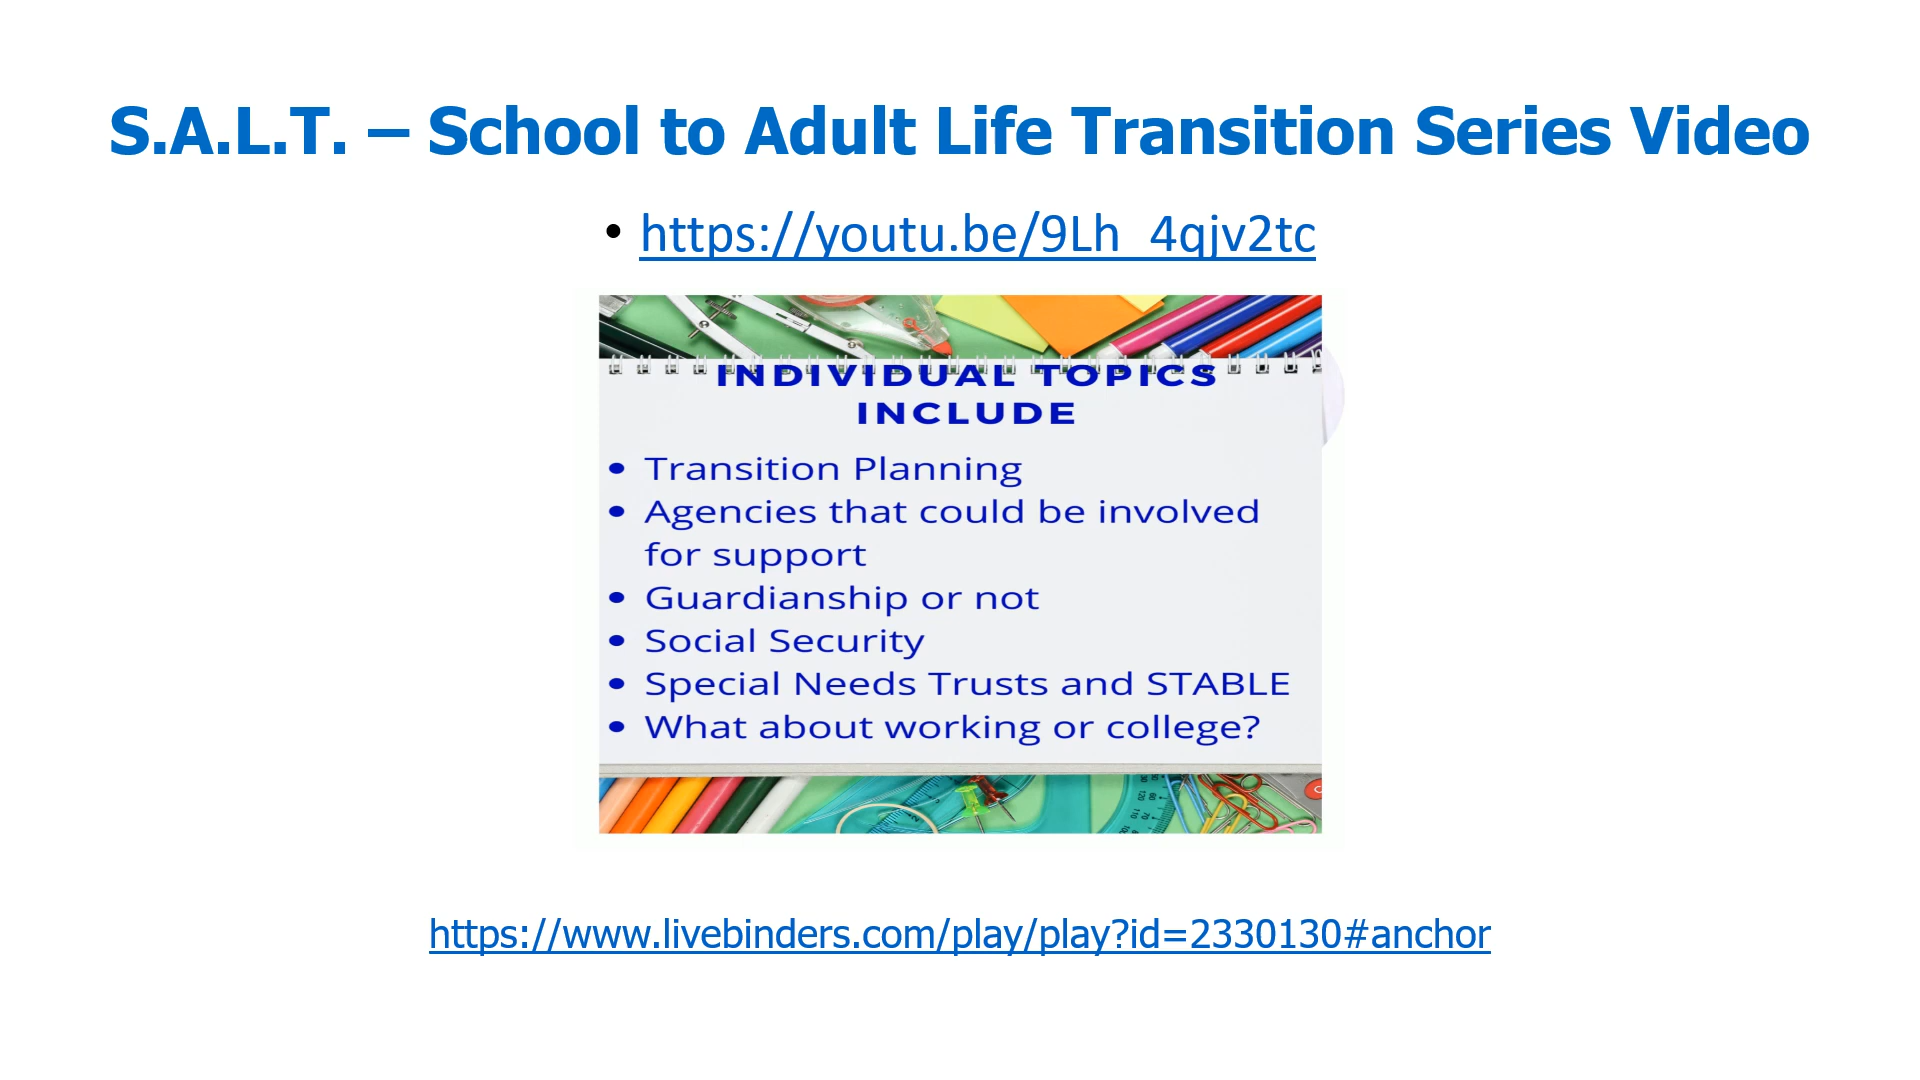 S.A.L.T. – School to Adult Life Transition Series Video
• https://youtu.be/9Lh_4qjv2tc
INDIVIDUAL TOPICS
INCLUDE
• Transition Planning
• Agencies that could be involved
for support
• Guardianship or not
• Social Security
• Special Needs Trusts and STABLE
• What about working or college?
https://www.livebinders.com/play/play?id=2330130#anchor